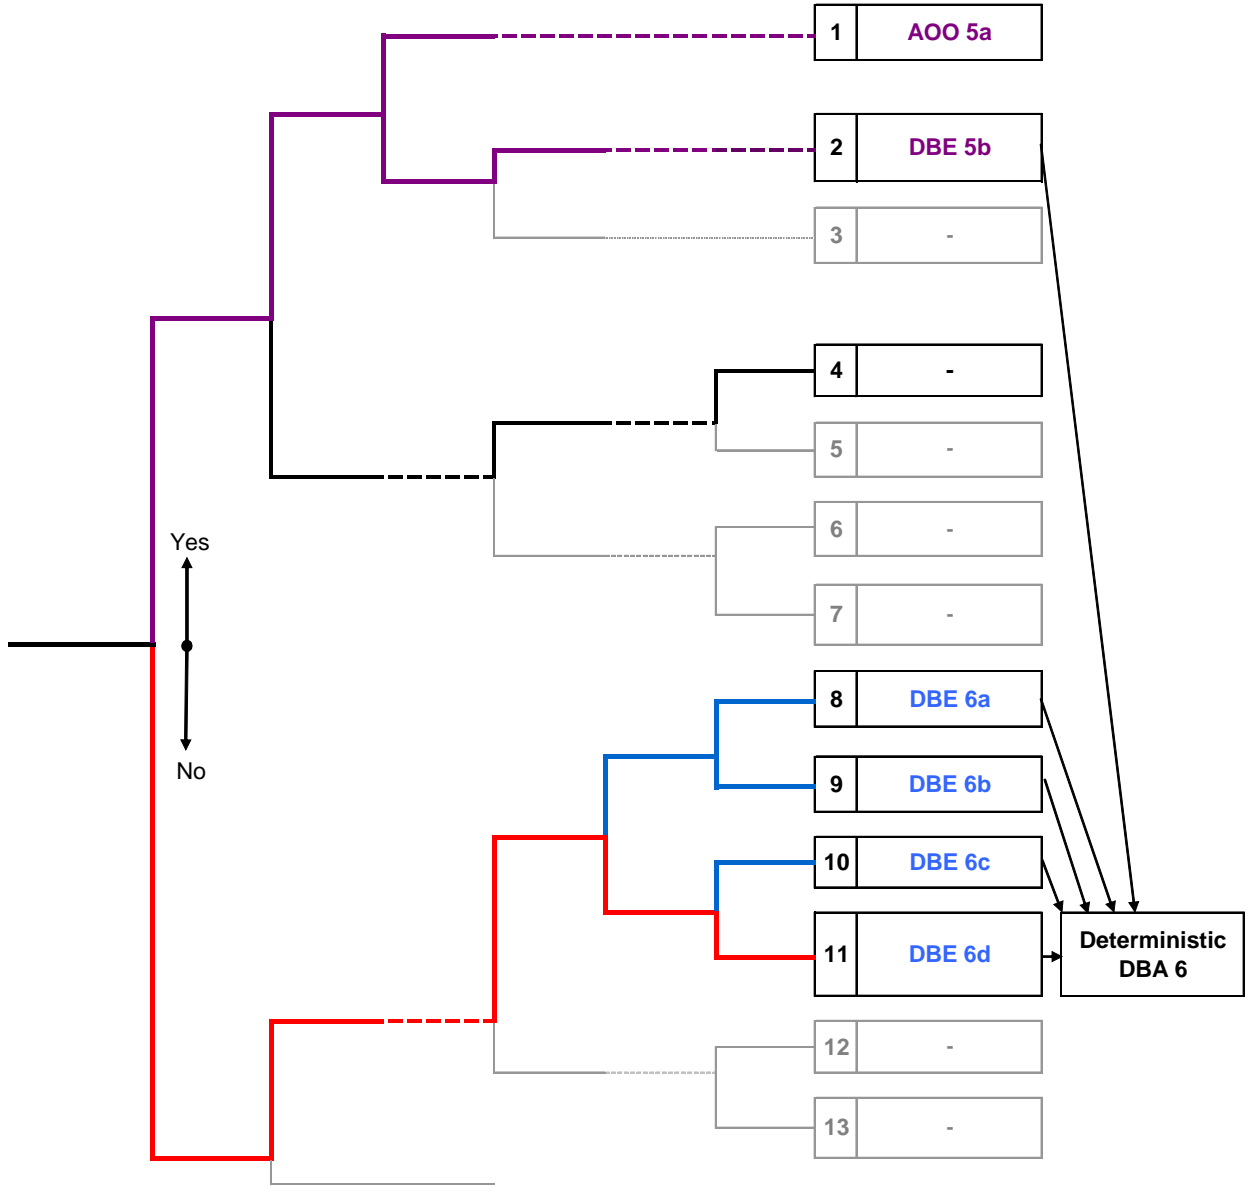 1 AOO 5a
2 DBE 5b
3 -
4 -
5 -
6 -
Yes
7 -
8 DBE 6a
No
9 DBE 6b
10 DBE 6c
11 DBE 6d
Deterministic
DBA 6
12 -
13 -